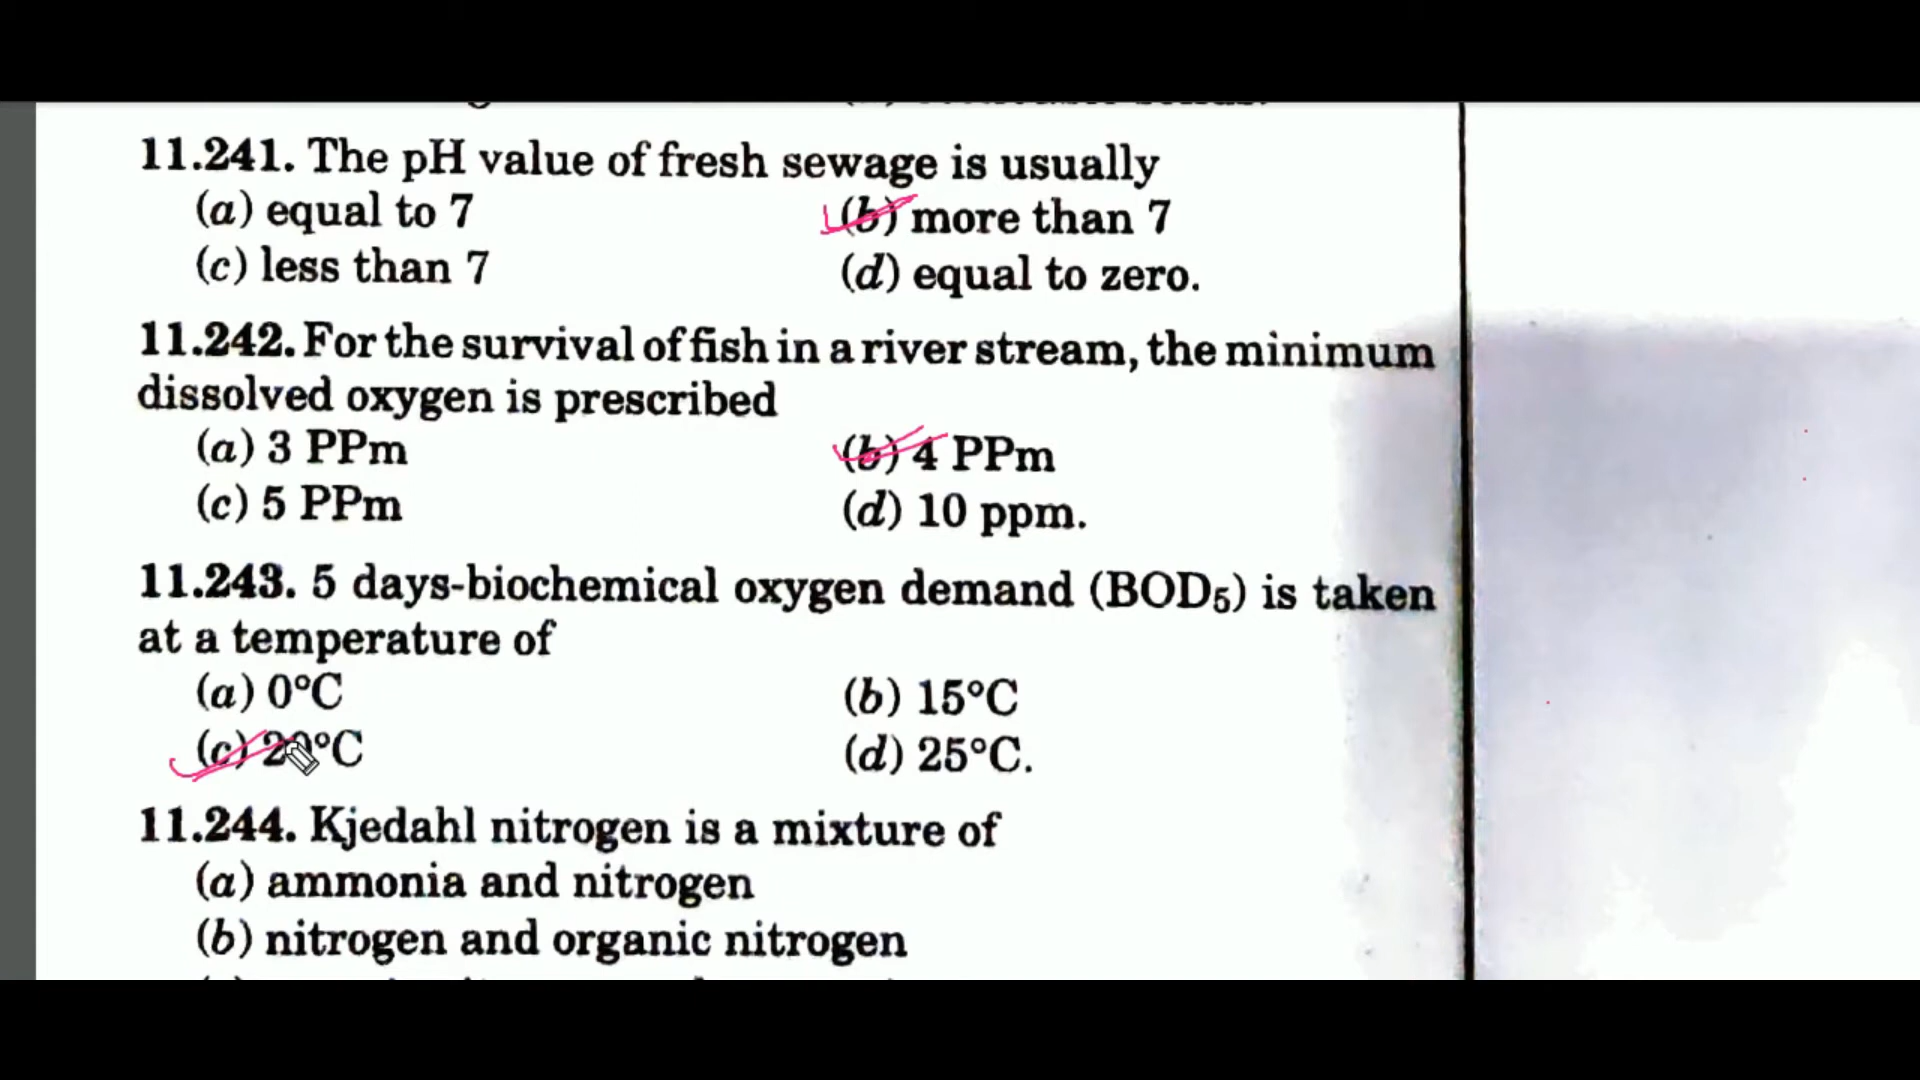 11.241. The pH value of fresh sewage is usually
(a) equal to 7 (b) more than 7
(c) less than 7 (d) equal to zero.
11.242. For the survival of fish in a river stream, the minimum
dissolved oxygen is prescribed
(a) 3 PPm (b) 4 PPm
(c) 5 PPm (d) 10 ppm.
11.243. 5 days-biochemical oxygen demand (BOD₅) is taken
at a temperature of
(a) 0°C (b) 15°C
(c) 20°C (d) 25°C.
11.244. Kjedahl nitrogen is a mixture of
(a) ammonia and nitrogen
(b) nitrogen and organic nitrogen